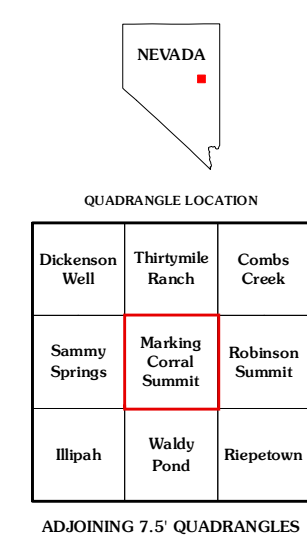 NEVADA
QUADRANGLE LOCATION
Dickenson
Well
Thirtymile
Ranch
Combs
Creek
Sammy
Springs
Marking
Corral
Summit
Robinson
Summit
Illipah
Waldy
Pond
Riepetown
ADJOINING 7.5' QUADRANGLES